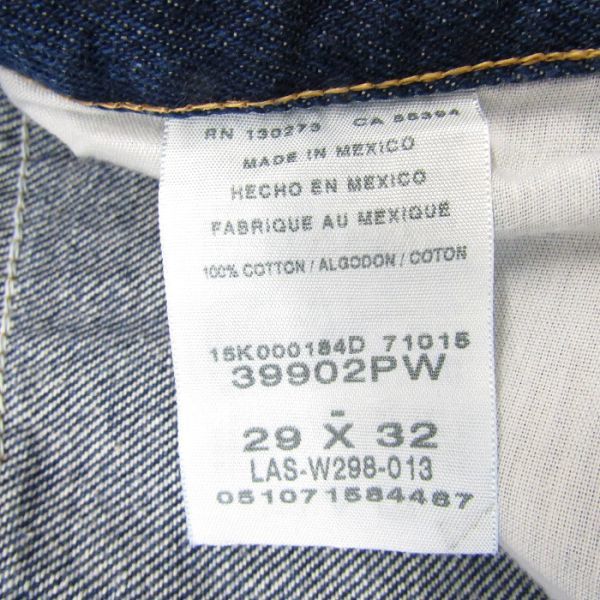 RN 130273 CA 56394
MADE IN MEXICO
HECHO EN MEXICO
FABRIQUE AU MEXIQUE
100% COTTON / ALGODON / COTON
15K000184D 71015
39902PW
29 X 32
LAS-W298-013
051071584487